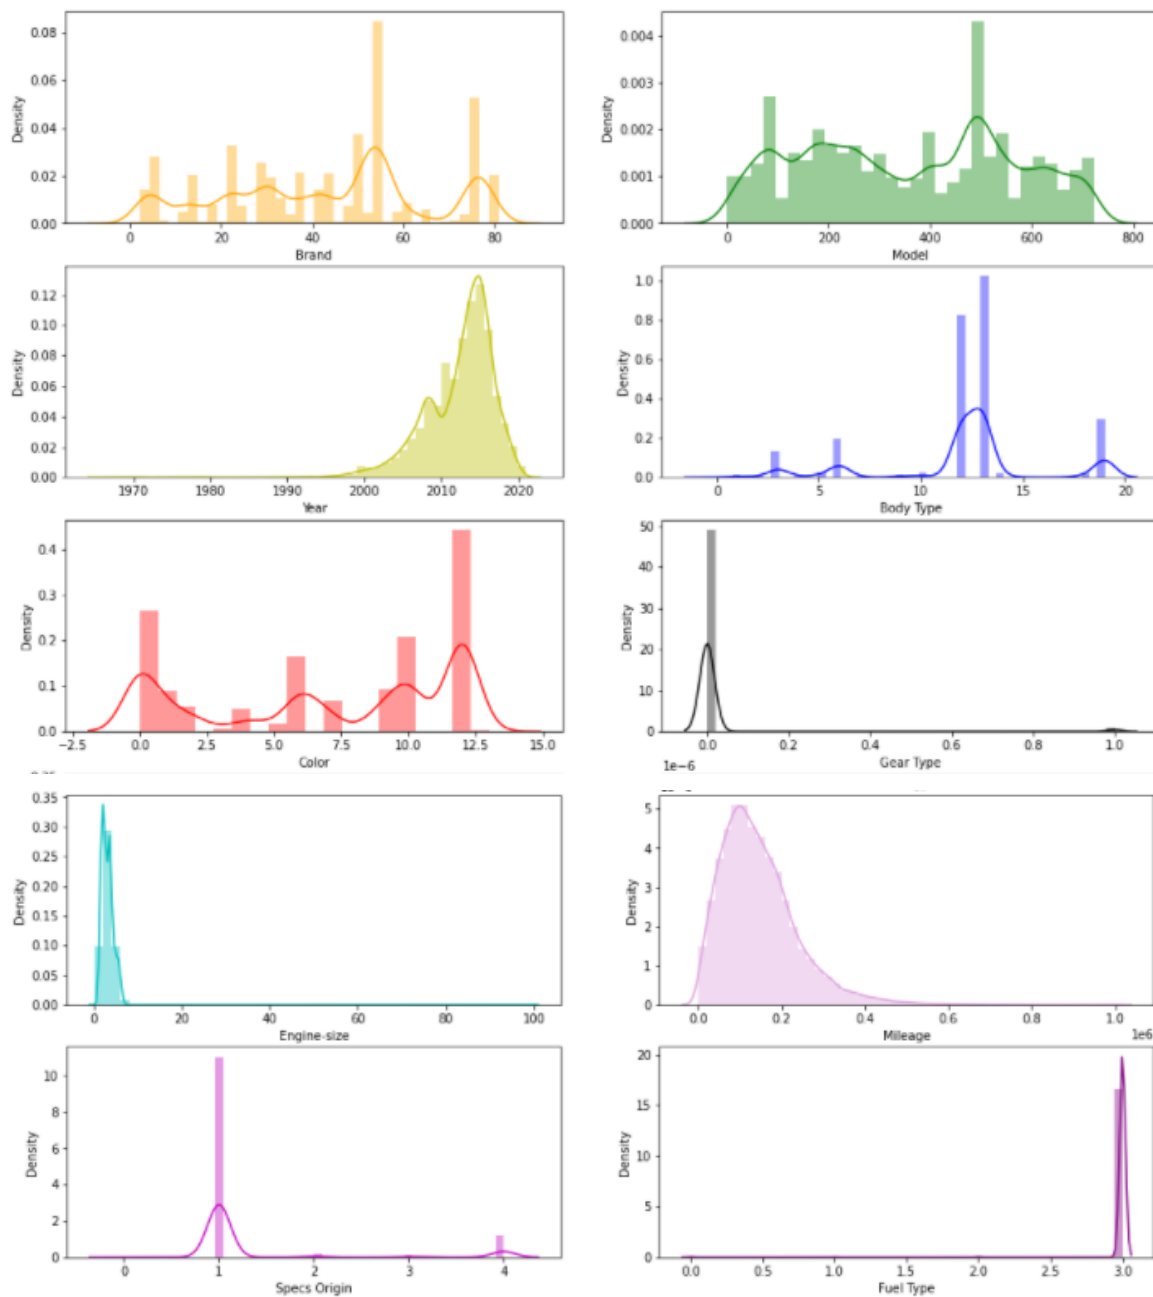 0.08
0.06
0.04
0.02
0.00
Density
0 20 40 60 80
Brand
0.004
0.003
0.002
0.001
0.000
Density
0 200 400 600 800
Model
0.12
0.10
0.08
0.06
0.04
0.02
0.00
Density
1970 1980 1990 2000 2010 2020
Year
1.0
0.8
0.6
0.4
0.2
0.0
Density
0 5 10 15 20
Body Type
0.4
0.3
0.2
0.1
0.0
Density
−2.5 0.0 2.5 5.0 7.5 10.0 12.5 15.0
Color
50
40
30
20
10
0
Density
0.0 0.2 0.4 0.6 0.8 1.0
1e−6 Gear Type
0.35
0.30
0.25
0.20
0.15
0.10
0.05
0.00
Density
0 20 40 60 80 100
Engine-size
5
4
3
2
1
0
Density
0.0 0.2 0.4 0.6 0.8 1.0
Mileage 1e6
10
8
6
4
2
0
Density
0 1 2 3 4
Specs Origin
20
15
10
5
0
Density
0.0 0.5 1.0 1.5 2.0 2.5 3.0
Fuel Type